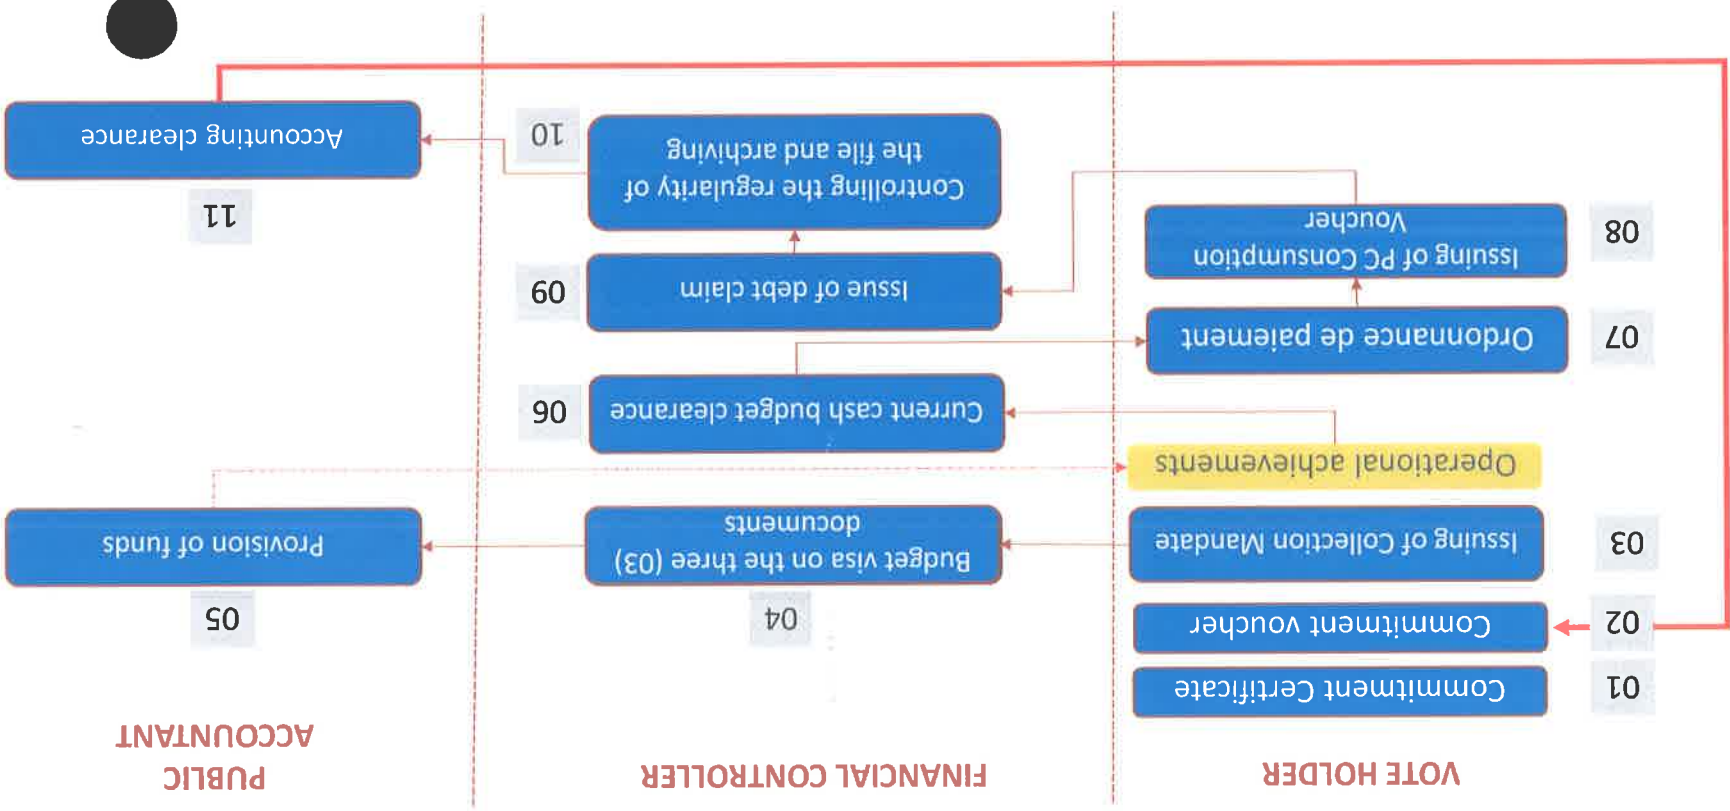 VOTE HOLDER
FINANCIAL CONTROLLER
PUBLIC
ACCOUNTANT
01
Commitment Certificate
02
Commitment voucher
03
Issuing of Collection Mandate
04
Budget visa on the three (03)
documents
05
Provision of funds
Operational achievements
06
Current cash budget clearance
07
Ordonnance de paiement
08
Issuing of PC Consumption
Voucher
09
Issue of debt claim
10
Controlling the regularity of
the file and archiving
11
Accounting clearance